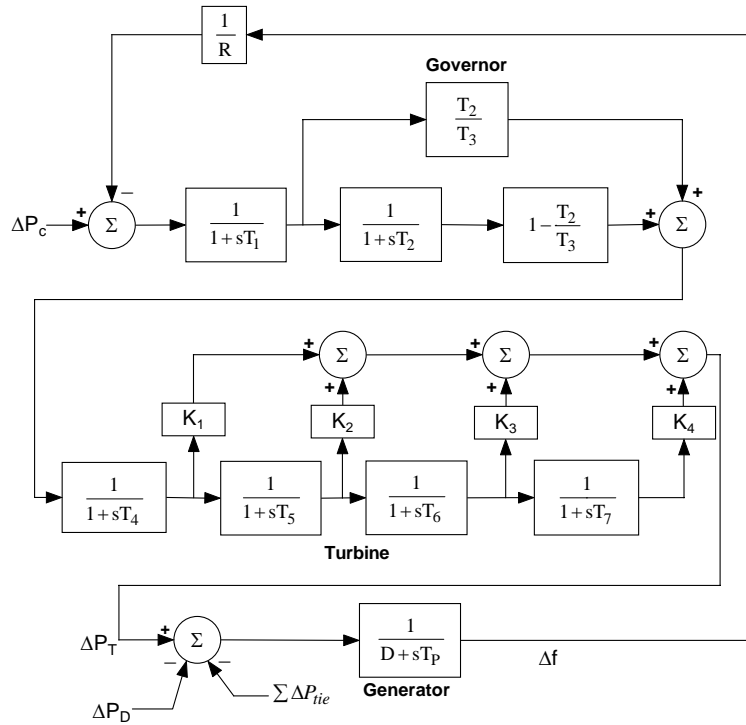 1
R
Governor
T2
T3
−
+
+
ΔPc
Σ
1
1+sT1
1
1+sT2
1−T2
T3
+
Σ
+
Σ
+
Σ
+
Σ
+
+
+
K1
K2
K3
K4
1
1+sT4
1
1+sT5
1
1+sT6
1
1+sT7
Turbine
ΔPT
+
Σ
−
−
1
D+sTP
Δf
ΔPD
∑ΔPtie
Generator